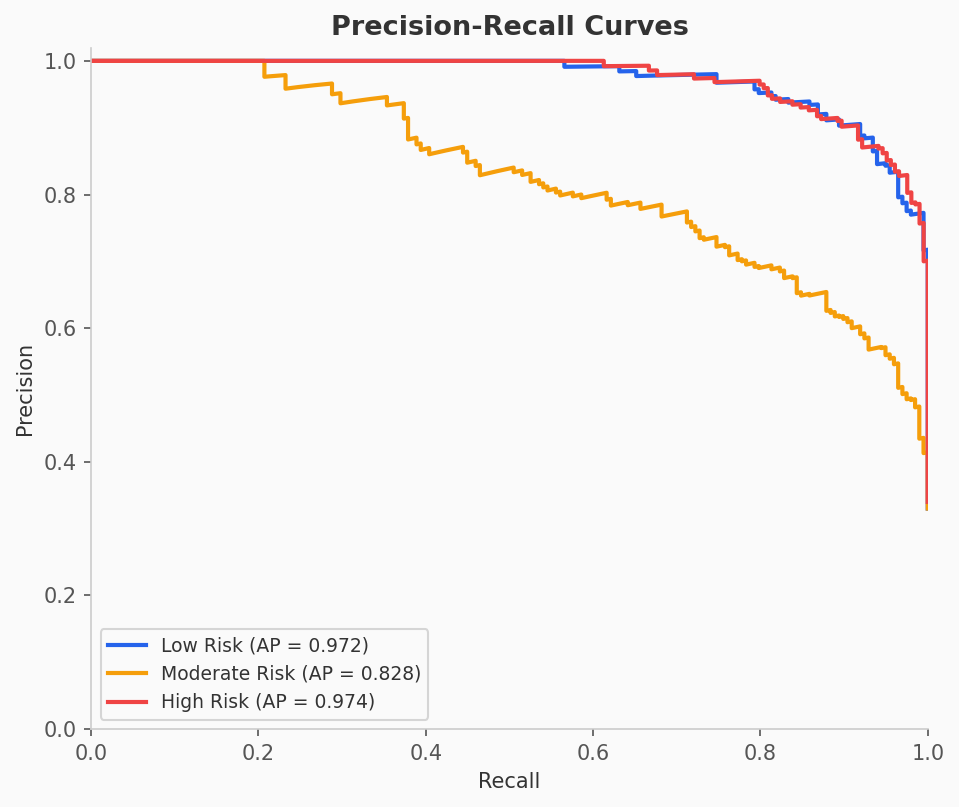 Precision-Recall Curves
1.0
0.8
0.6
0.4
0.2
0.0
Precision
Low Risk (AP = 0.972)
Moderate Risk (AP = 0.828)
High Risk (AP = 0.974)
0.0 0.2 0.4 0.6 0.8 1.0
Recall